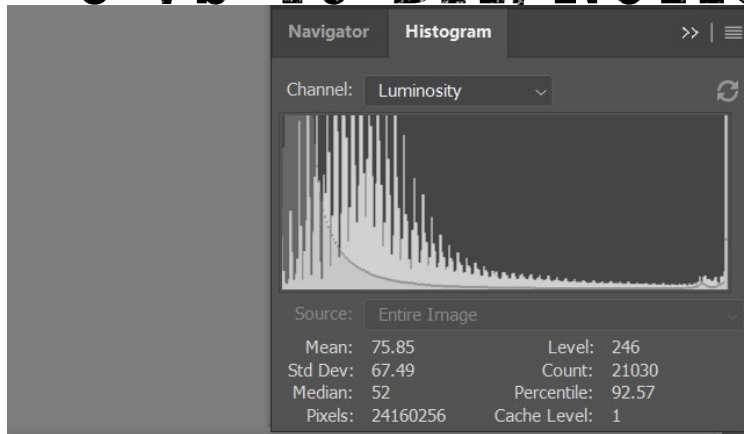 Navigator Histogram >>
Channel: Luminosity
Source: Entire Image
Mean: 75.85 Level: 246
Std Dev: 67.49 Count: 21030
Median: 52 Percentile: 92.57
Pixels: 24160256 Cache Level: 1